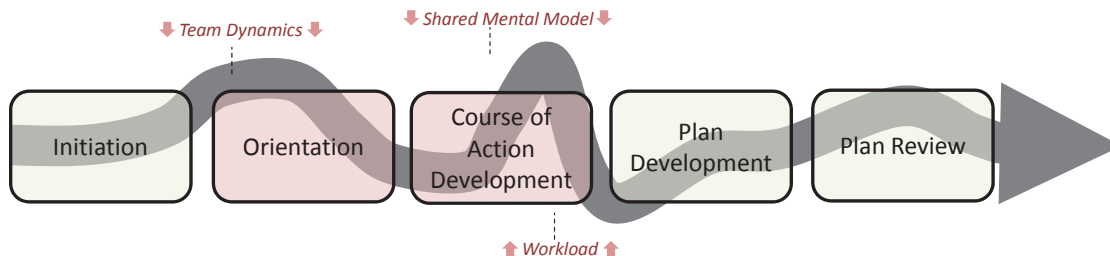 Team Dynamics
Shared Mental Model
Initiation
Orientation
Course of
Action
Development
Plan
Development
Plan Review
Workload